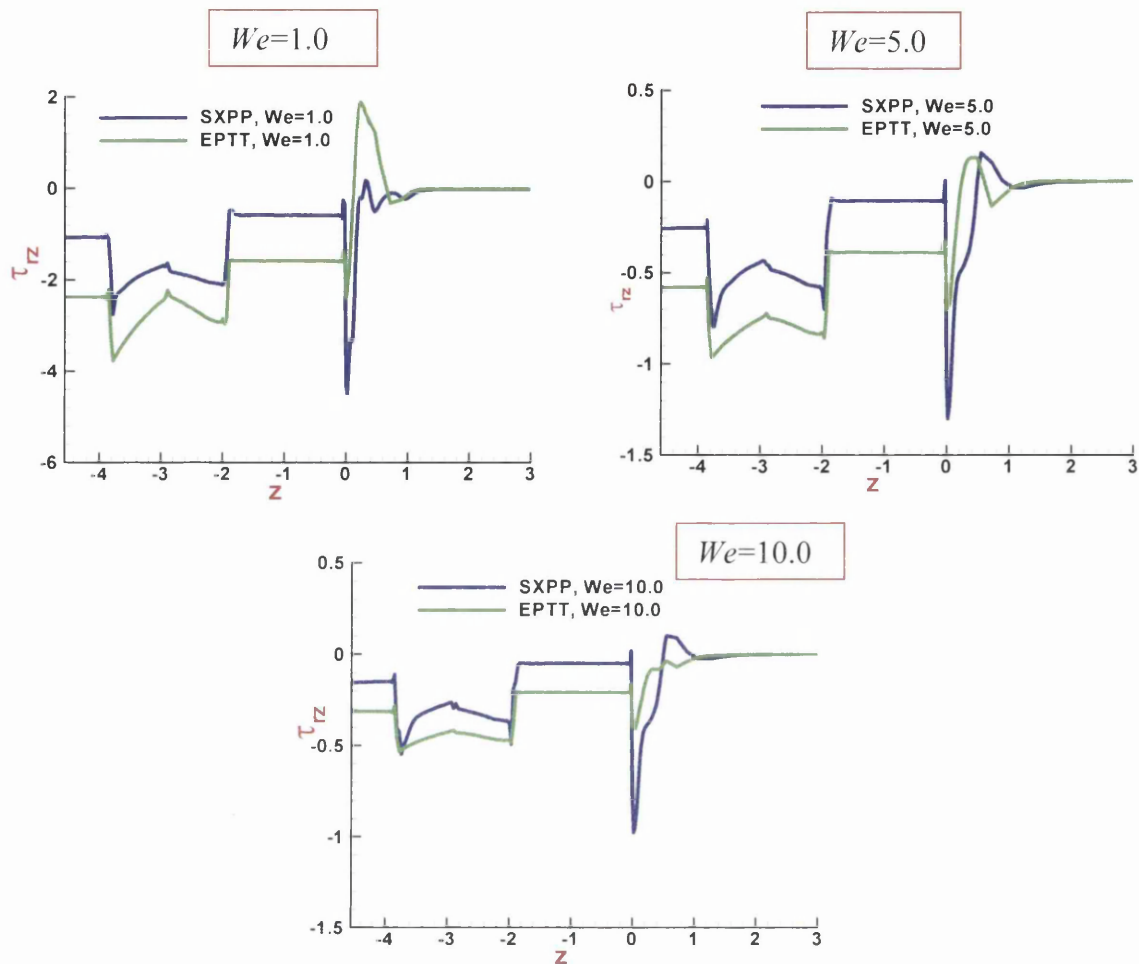 We=1.0
SXPP, We=1.0
EPTT, We=1.0
2
0
-2
-4
-6
τrz
-4
-3
-2
-1
0
1
2
3
z
We=5.0
SXPP, We=5.0
EPTT, We=5.0
0.5
0
-0.5
-1
-1.5
τrz
-4
-3
-2
-1
0
1
2
3
z
We=10.0
SXPP, We=10.0
EPTT, We=10.0
0.5
0
-0.5
-1
-1.5
τrz
-4
-3
-2
-1
0
1
2
3
z